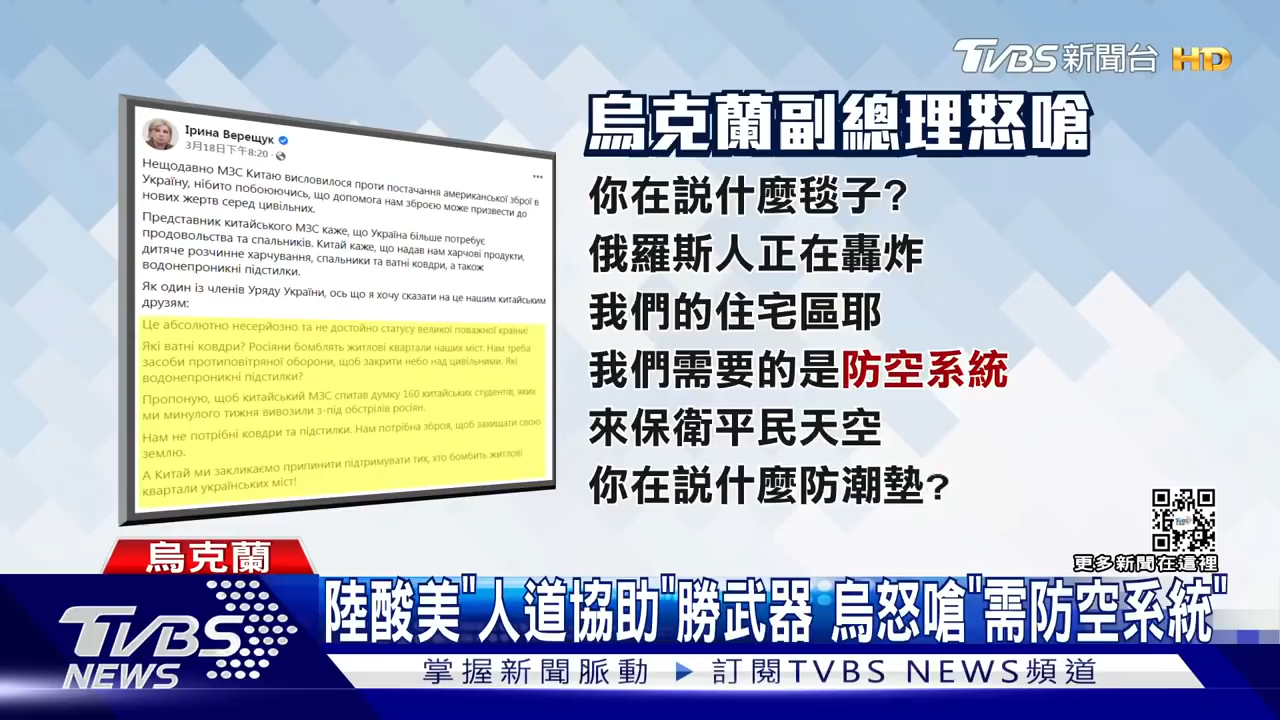 TVBS新聞台 HD
烏克蘭副總理怒嗆
Ірина Верещук
3月18日下午8:20
Нещодавно МЗС Китаю висловилося проти постачання американської зброї в
Україну, нібито побоюючись, що допомога нам зброєю може призвести до
нових жертв серед цивільних.
Представник китайського МЗС каже, що Україна більше потребує
продовольства та спальників. Китай каже, що надав нам харчові продукти,
дитяче розчинне харчування, спальники та ватні ковдри, а також
водонепроникні підстилки.
Як один із членів Уряду України, ось що я хочу сказати на це нашим китайським
друзям:
Це абсолютно несерйозно та не достойно статусу великої поважної країни!
Які ватні ковдри? Росіяни бомблять житлові квартали наших міст. Нам треба
засоби протиповітряної оборони, щоб закрити небо над цивільними. Які
водонепроникні підстилки?
Пропоную, щоб китайський МЗС спитав думку 160 китайських студентів, яких
ми минулого тижня вивозили з-під обстрілів росіян.
Нам не потрібні ковдри та підстилки. Нам потрібна зброя, щоб захищати свою
землю.
А Китай ми закликаємо припинити підтримувати тих, хто бомбить житлові
квартали українських міст!
你在說什麼毯子?
俄羅斯人正在轟炸
我們的住宅區耶
我們需要的是防空系統
來保衛平民天空
你在說什麼防潮墊?
更多新聞在這裡
烏克蘭
陸酸美"人道協助"勝武器 烏怒嗆"需防空系統"
TVBS
NEWS
掌握新聞脈動 ▶ 訂閱TVBS NEWS頻道